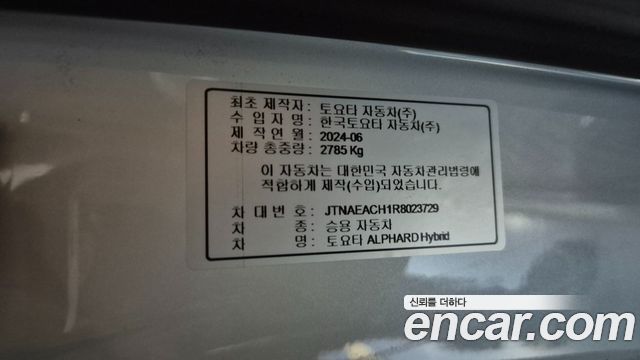 최초 제작자 : 토요타 자동차(주)
수 입 자 명 : 한국토요타 자동차(주)
제 작 연 월 : 2024-06
차량 총중량 : 2785 Kg
이 자동차는 대한민국 자동차관리법령에
적합하게 제작(수입)되었습니다.
차 대 번 호 : JTNAEACH1R8023729
차 종 : 승용 자동차
차 명 : 토요타 ALPHARD Hybrid
신뢰를 더하다
encar.com